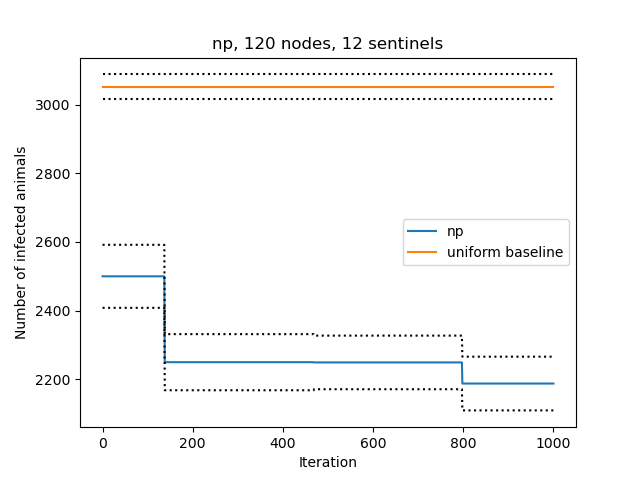 np, 120 nodes, 12 sentinels
Number of infected animals
3000
2800
2600
2400
2200
np
uniform baseline
0
200
400
600
800
1000
Iteration